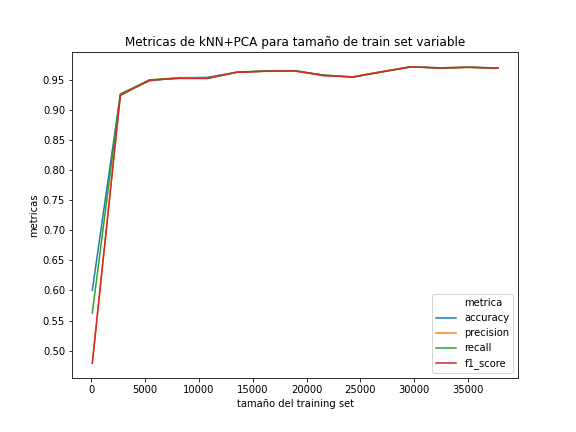 Metricas de kNN+PCA para tamaño de train set variable
metricas
0.95
0.90
0.85
0.80
0.75
0.70
0.65
0.60
0.55
0.50
metrica
accuracy
precision
recall
f1_score
0 5000 10000 15000 20000 25000 30000 35000
tamaño del training set